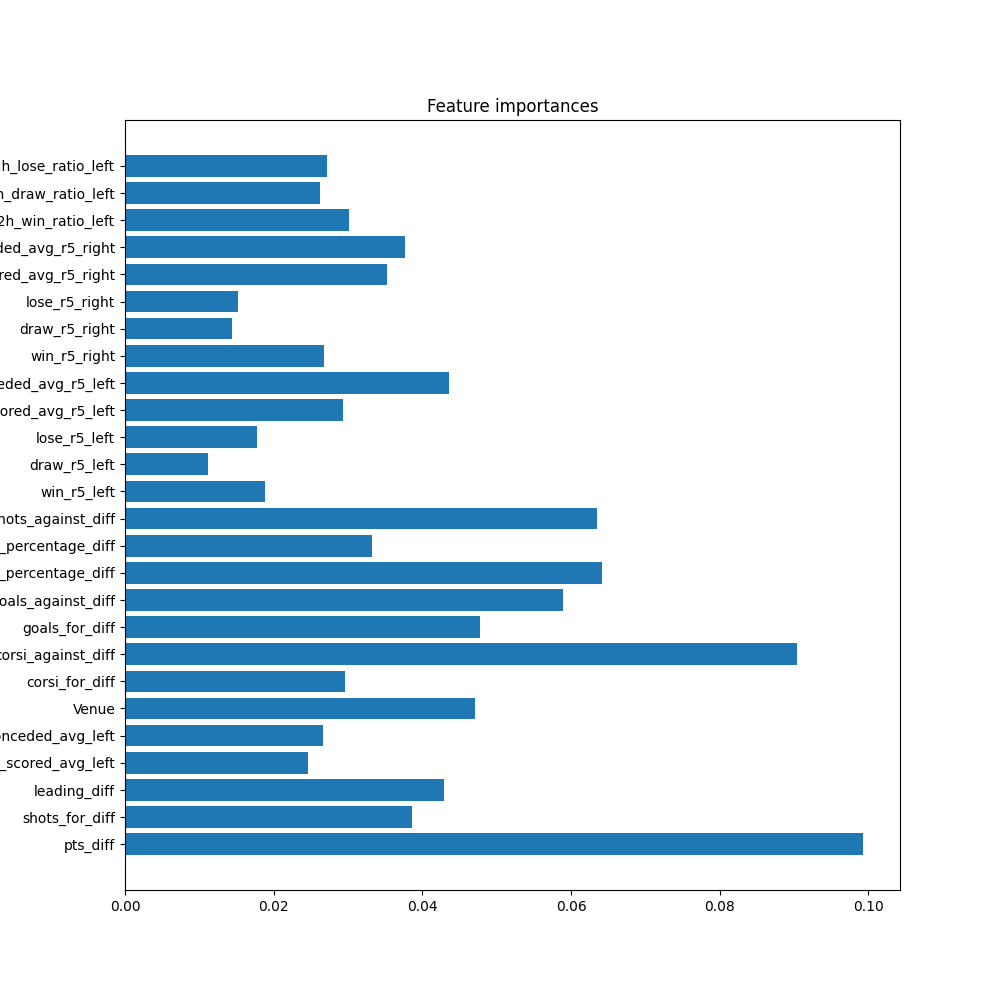 Feature importances
h_lose_ratio_left
h_draw_ratio_left
2h_win_ratio_left
ded_avg_r5_right
red_avg_r5_right
lose_r5_right
draw_r5_right
win_r5_right
eded_avg_r5_left
ored_avg_r5_left
lose_r5_left
draw_r5_left
win_r5_left
hots_against_diff
_percentage_diff
_percentage_diff
oals_against_diff
goals_for_diff
corsi_against_diff
corsi_for_diff
Venue
onceded_avg_left
_scored_avg_left
leading_diff
shots_for_diff
pts_diff
0.00 0.02 0.04 0.06 0.08 0.10